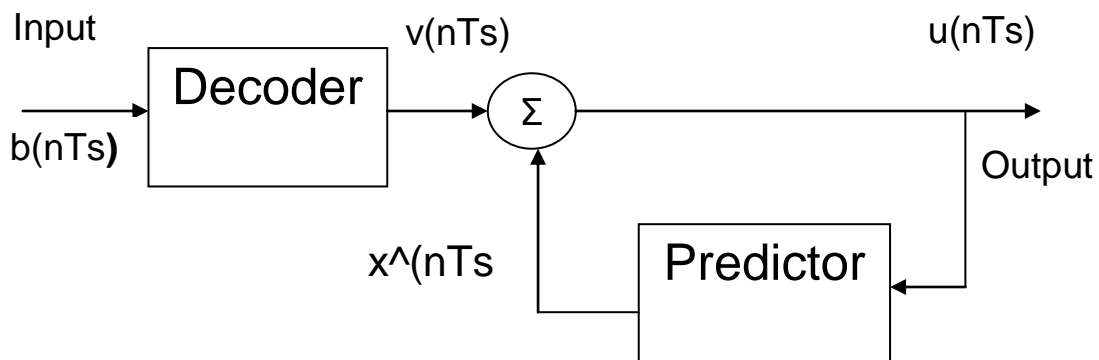 Input
v(nTs)
u(nTs)
Decoder
Σ
b(nTs)
Output
x^(nTs
Predictor